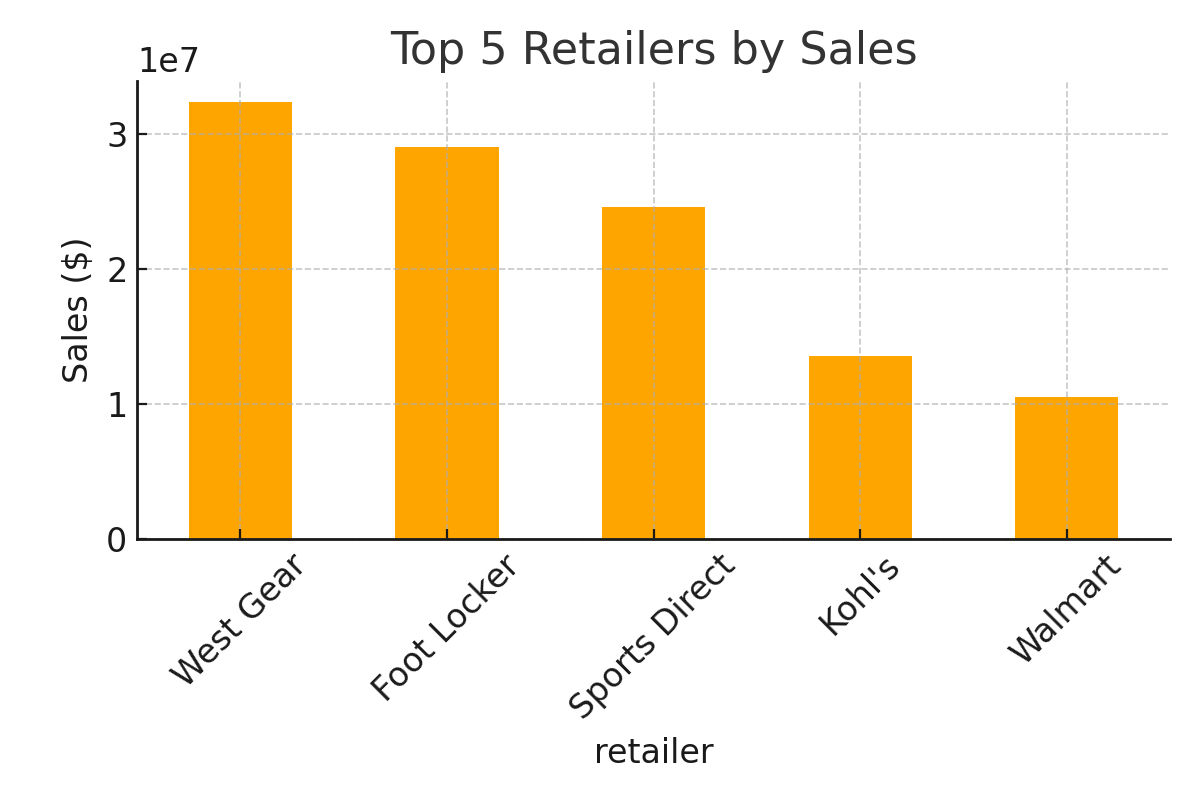 Top 5 Retailers by Sales
1e7
3
2
1
0
Sales ($)
West Gear
Foot Locker
Sports Direct
Kohl's
Walmart
retailer